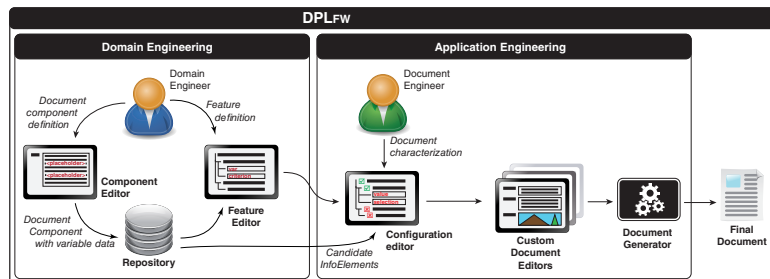 DPLFW
Domain Engineering
Application Engineering
Domain
Engineer
Document
component
definition
Feature
definition
<placeholder>
<placeholder>
Component
Editor
var
criterion
Feature
Editor
Document
Component
with variable data
Repository
Document
Engineer
Document
characterization
value
selection
Configuration
editor
Candidate
InfoElements
Custom
Document
Editors
Document
Generator
Final
Document